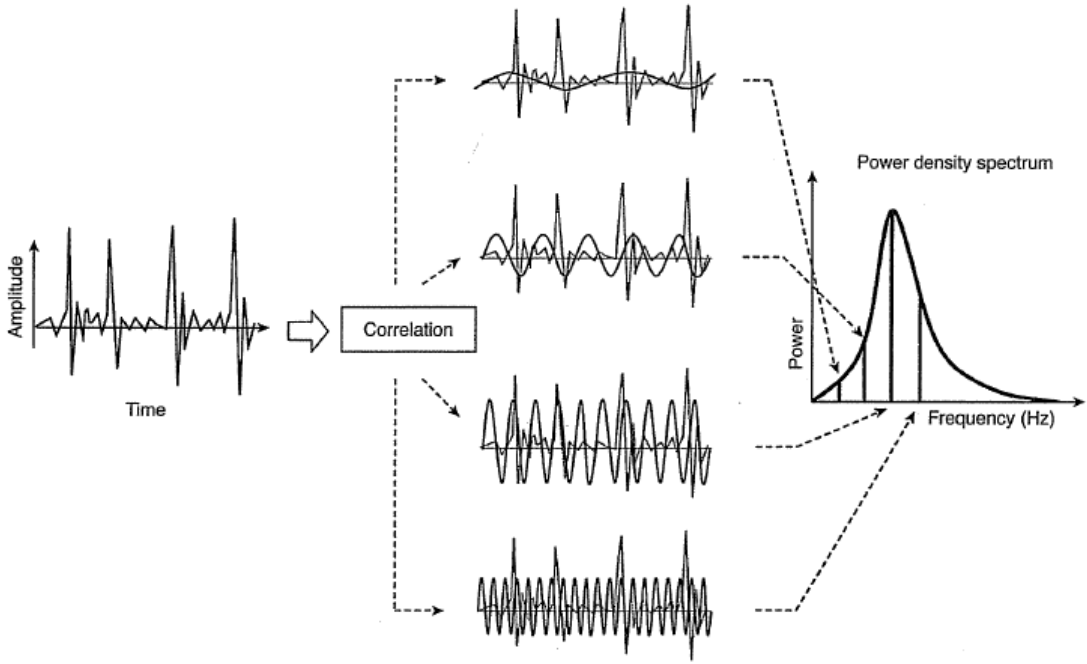 Amplitude
Time
Correlation
Power density spectrum
Power
Frequency (Hz)